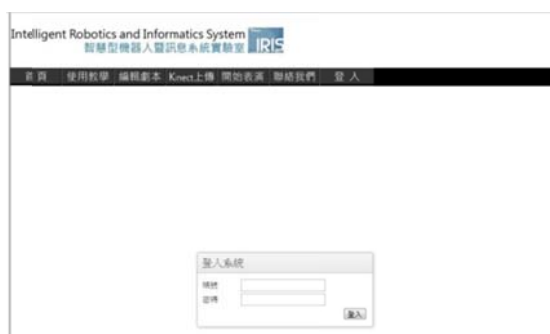 Intelligent Robotics and Informatics System
智慧型機器人暨訊息系統實驗室 IRIS
首頁 使用教學 編輯劇本 Kinect上傳 開始表演 聯絡我們 登入
登入系統
帳號
密碼
登入